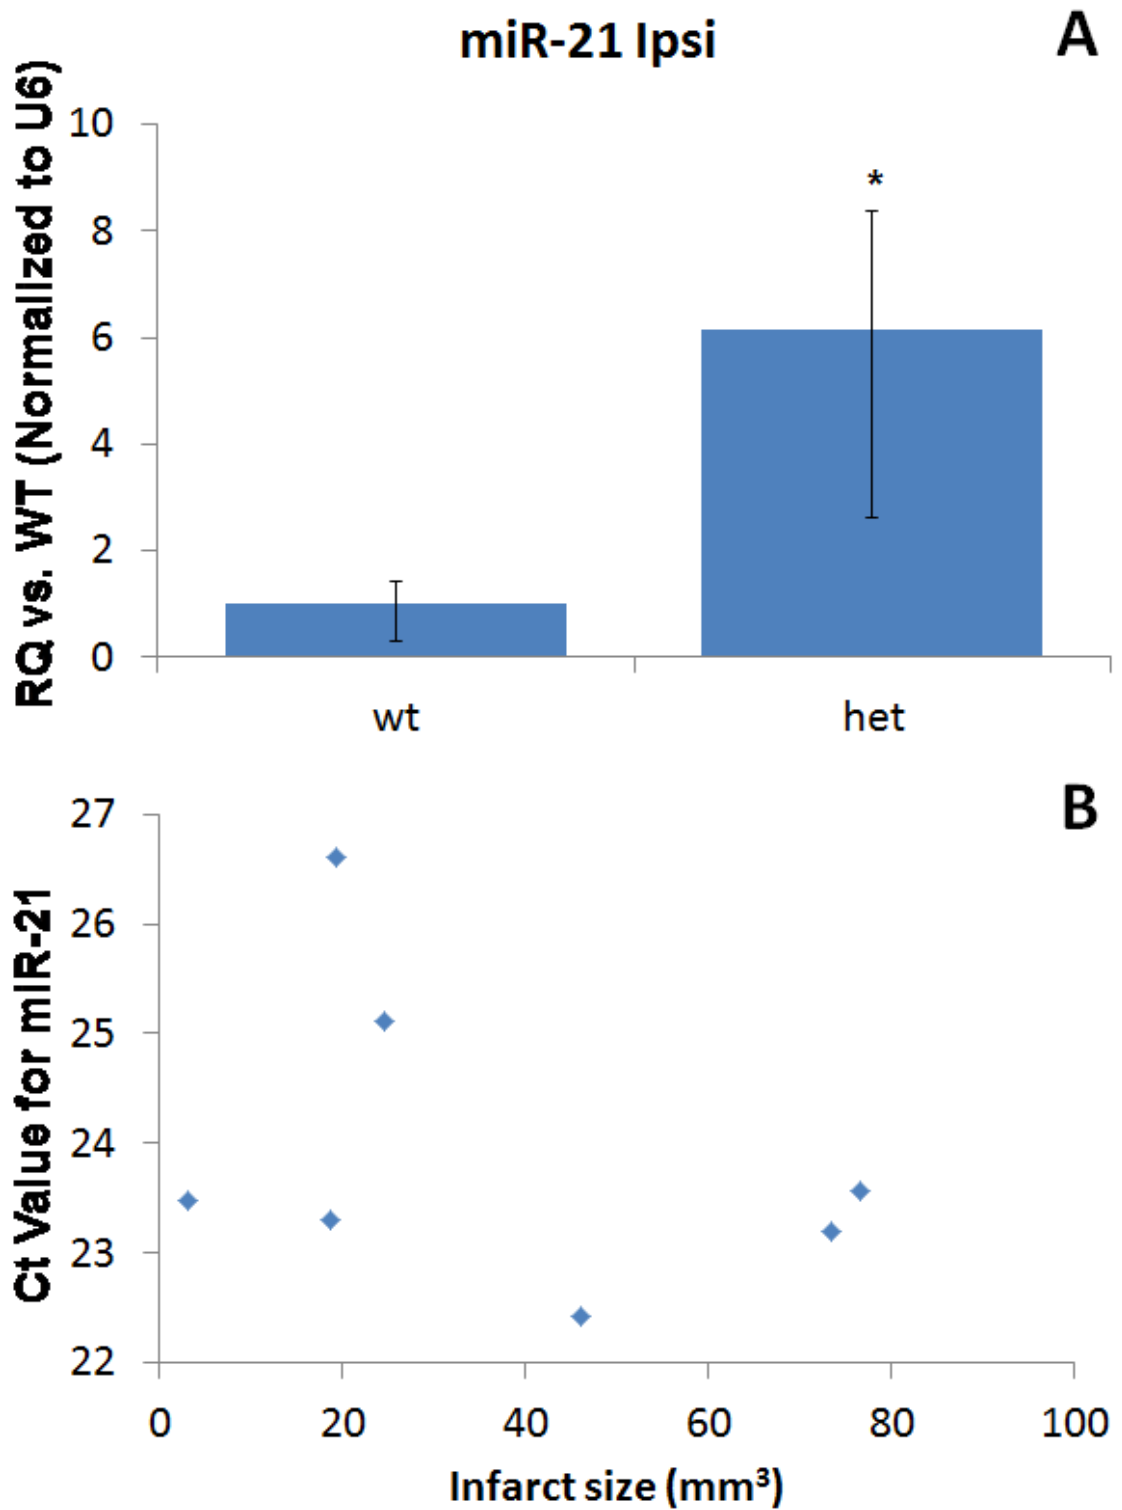 miR-21 Ipsi
A
RQ vs. WT (Normalized to U6)
10
8
6
4
2
0
*
wt
het
B
Ct Value for miR-21
27
26
25
24
23
22
0
20
40
60
80
100
Infarct size (mm³)